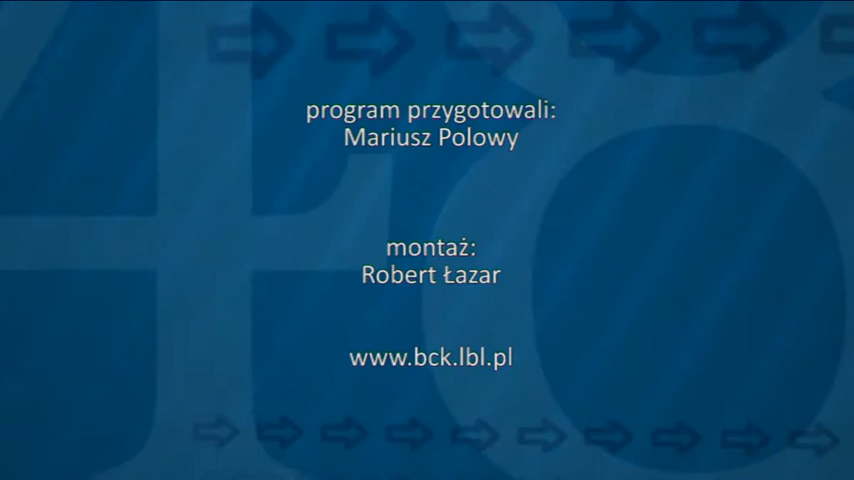 program przygotowali:
Mariusz Polowy
montaż:
Robert Łazar
www.bck.lbl.pl